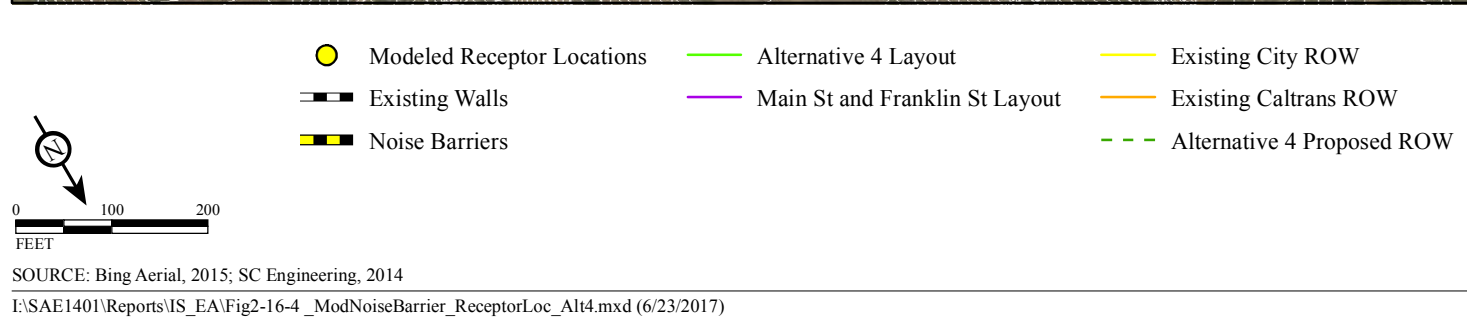 Modeled Receptor Locations
Existing Walls
Noise Barriers
Alternative 4 Layout
Main St and Franklin St Layout
Existing City ROW
Existing Caltrans ROW
Alternative 4 Proposed ROW
N
0 100 200
FEET
SOURCE: Bing Aerial, 2015; SC Engineering, 2014
I:\SAE1401\Reports\IS_EA\Fig2-16-4 _ModNoiseBarrier_ReceptorLoc_Alt4.mxd (6/23/2017)